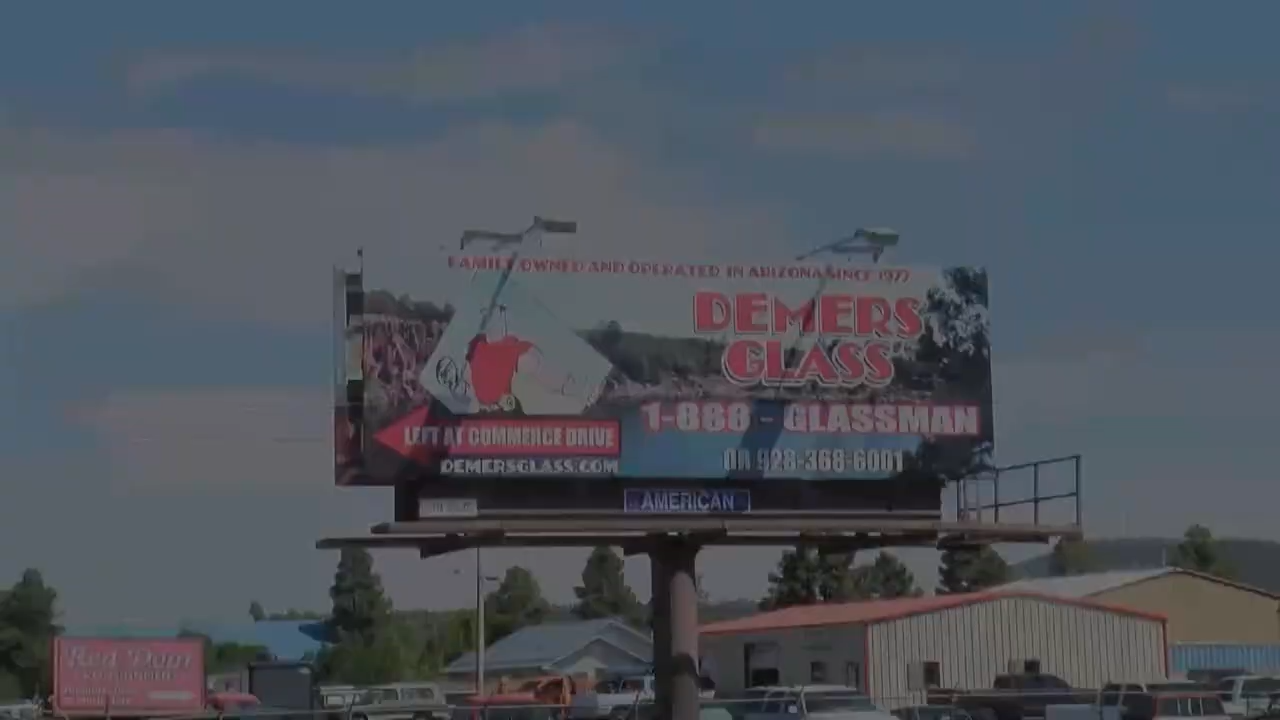 FAMILY OWNED AND OPERATED IN ARIZONA SINCE 1977
DEMERS
GLASS
1-888 - GLASSMAN
LEFT AT COMMERCE DRIVE
OR 928-368-6001
DEMERSGLASS.COM
AMERICAN
Red Barn